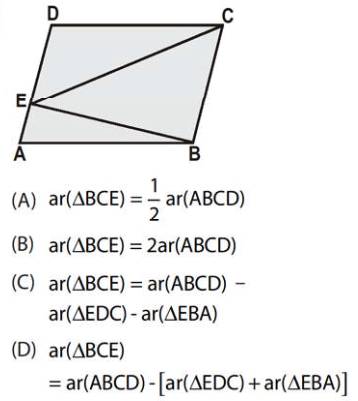 D C
E
A B
(A) ar(ΔBCE) = 1/2 ar(ABCD)
(B) ar(ΔBCE) = 2ar(ABCD)
(C) ar(ΔBCE) = ar(ABCD) –
ar(ΔEDC) - ar(ΔEBA)
(D) ar(ΔBCE)
= ar(ABCD) - [ar(ΔEDC) + ar(ΔEBA)]